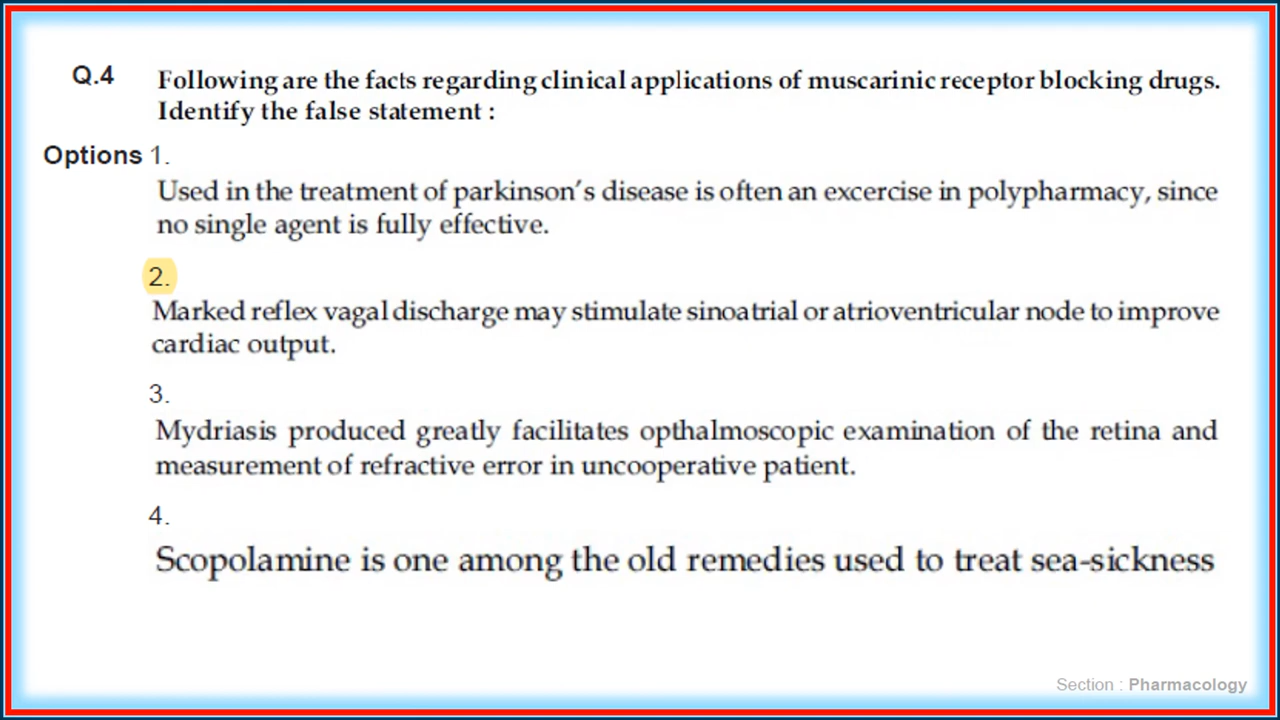 Q.4 Following are the facts regarding clinical applications of muscarinic receptor blocking drugs.
Identify the false statement :
Options 1.
Used in the treatment of parkinson's disease is often an excercise in polypharmacy, since
no single agent is fully effective.
2.
Marked reflex vagal discharge may stimulate sinoatrial or atrioventricular node to improve
cardiac output.
3.
Mydriasis produced greatly facilitates opthalmoscopic examination of the retina and
measurement of refractive error in uncooperative patient.
4.
Scopolamine is one among the old remedies used to treat sea-sickness
Section : Pharmacology